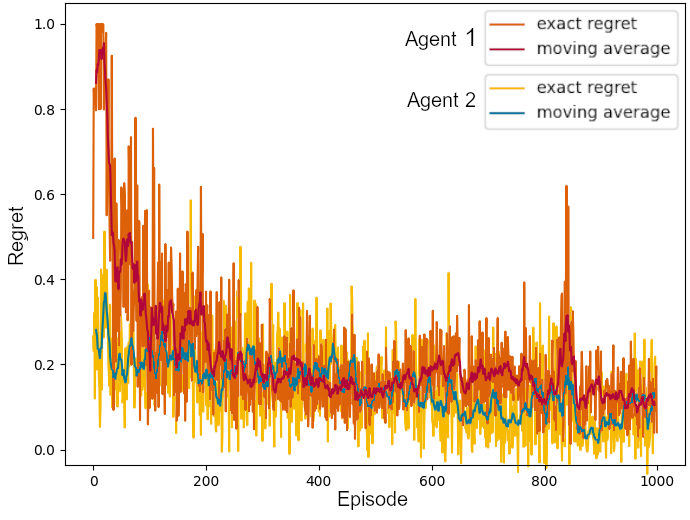 Agent 1
exact regret
moving average
Agent 2
exact regret
moving average
Regret
1.0
0.8
0.6
0.4
0.2
0.0
0 200 400 600 800 1000
Episode